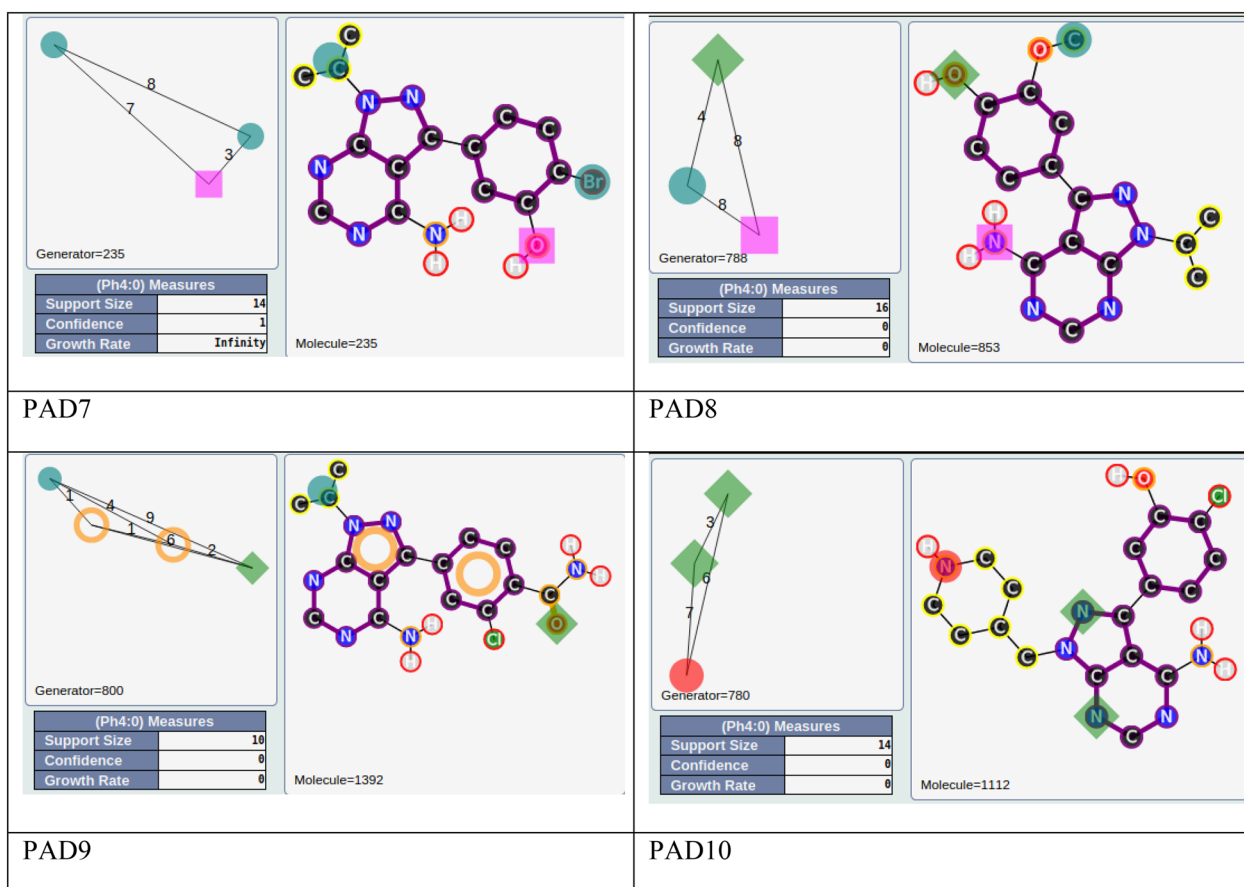 8
7
3
Generator=235
(Ph4:0) Measures
Support Size 14
Confidence 1
Growth Rate Infinity
C
C
C
N
N
C
C
C
N
C
C
N
C
C
C
C
C
C
C
Br
N
H
H
O
H
Molecule=235
4
8
8
Generator=788
(Ph4:0) Measures
Support Size 16
Confidence 0
Growth Rate 0
O
C
H
O
C
C
C
C
C
C
C
N
H
N
H
C
C
N
C
C
C
C
C
N
N
C
Molecule=853
PAD7
PAD8
1
4
9
1
6
2
Generator=800
(Ph4:0) Measures
Support Size 10
Confidence 0
Growth Rate 0
C
C
C
N
N
C
C
C
N
C
C
N
C
C
C
C
C
C
Cl
C
N
H
H
O
N
H
H
Molecule=1392
3
6
7
Generator=780
(Ph4:0) Measures
Support Size 14
Confidence 0
Growth Rate 0
H
O
Cl
C
C
C
C
C
C
H
N
C
C
C
C
C
C
N
N
C
C
C
C
N
H
H
N
N
C
Molecule=1112
PAD9
PAD10